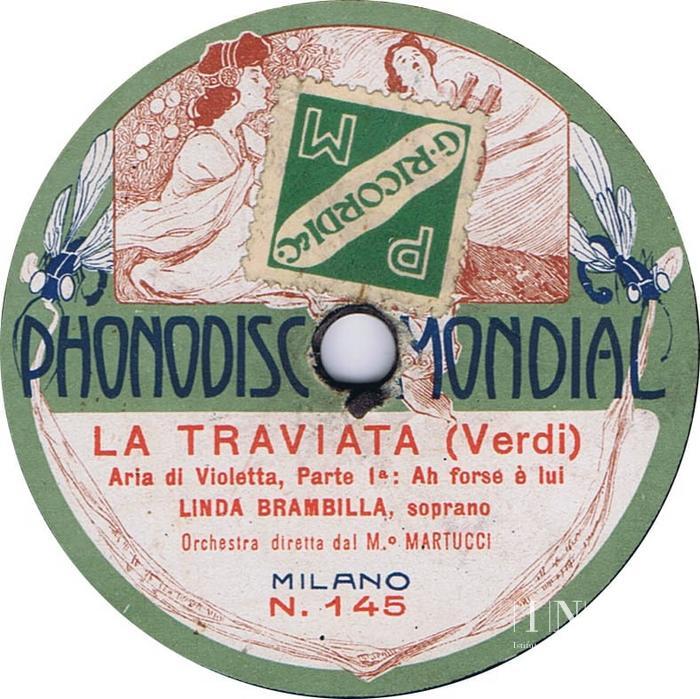 P M
G. RICORDI & C.
PHONODISC MONDIAL
LA TRAVIATA (Verdi)
Aria di Violetta, Parte Iª: Ah forse è lui
LINDA BRAMBILLA, soprano
Orchestra diretta dal M.º MARTUCCI
MILANO
N. 145